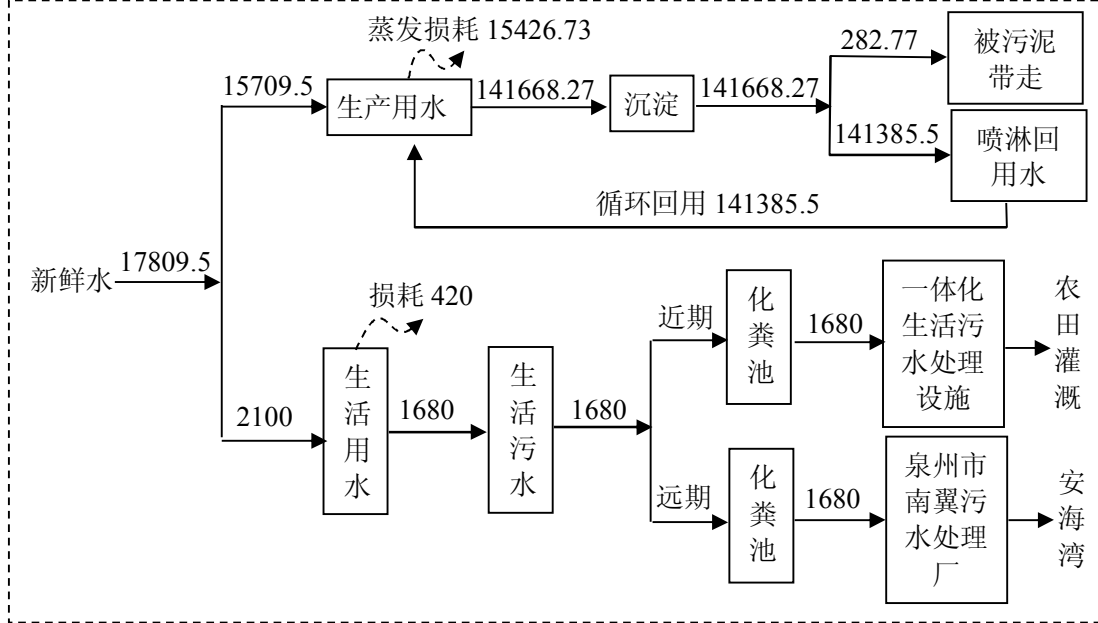 蒸发损耗 15426.73
282.77
被污泥
带走
15709.5
生产用水
141668.27
沉淀
141668.27
141385.5
喷淋回
用水
循环回用 141385.5
新鲜水
17809.5
损耗 420
2100
生
活
用
水
1680
生
活
污
水
1680
近期
化
粪
池
1680
一体化
生活污
水处理
设施
农
田
灌
溉
远期
化
粪
池
1680
泉州市
南翼污
水处理
厂
安
海
湾